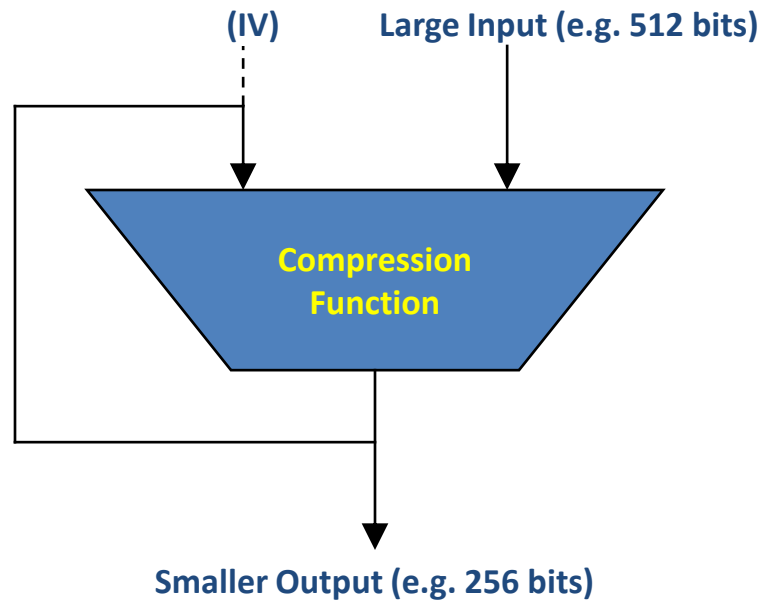 (IV)
Large Input (e.g. 512 bits)
Compression
Function
Smaller Output (e.g. 256 bits)